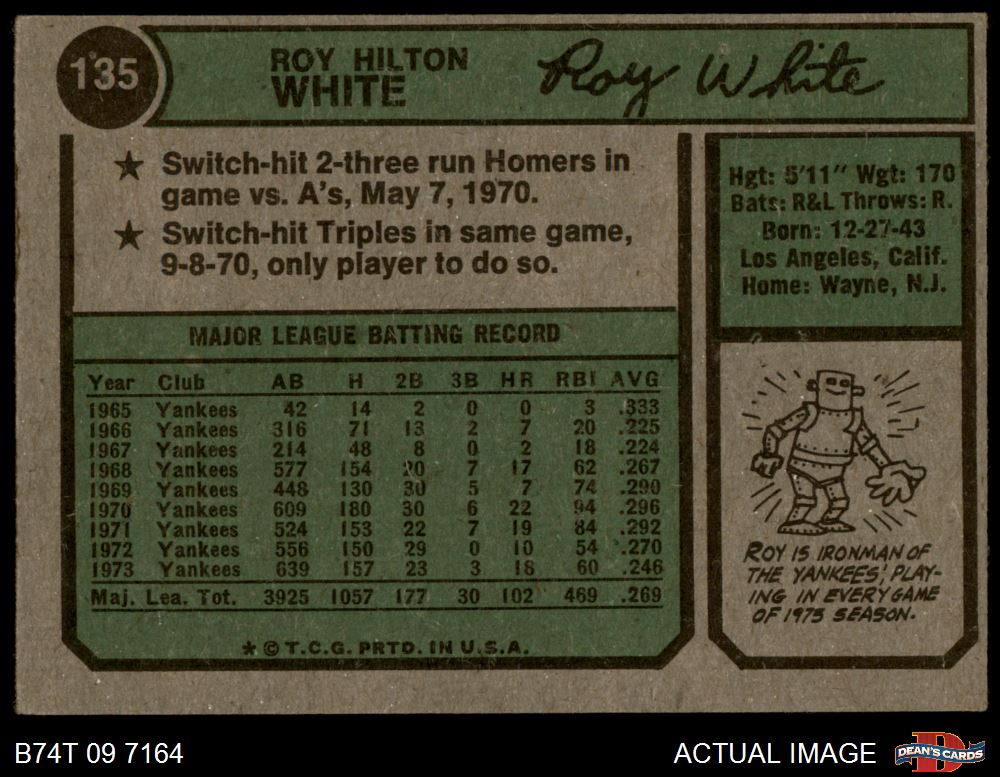 135
ROY HILTON
WHITE
Roy White
★ Switch-hit 2-three run Homers in
game vs. A's, May 7, 1970.
★ Switch-hit Triples in same game,
9-8-70, only player to do so.
Hgt: 5'11" Wgt: 170
Bats: R&L Throws: R.
Born: 12-27-43
Los Angeles, Calif.
Home: Wayne, N.J.
MAJOR LEAGUE BATTING RECORD
Year Club AB H 2B 3B HR RBI AVG
1965 Yankees 42 14 2 0 0 3 .333
1966 Yankees 316 71 13 2 7 20 .225
1967 Yankees 214 48 8 0 2 18 .224
1968 Yankees 577 154 20 7 17 62 .267
1969 Yankees 448 130 30 5 7 74 .290
1970 Yankees 609 180 30 6 22 94 .296
1971 Yankees 524 153 22 7 19 84 .292
1972 Yankees 556 150 29 0 10 54 .270
1973 Yankees 639 157 23 3 18 60 .246
Maj. Lea. Tot. 3925 1057 177 30 102 469 .269
* © T.C.G. PRTD. IN U.S.A.
ROY IS IRONMAN OF
THE YANKEES', PLAY-
ING IN EVERY GAME
OF 1973 SEASON.
B74T 09 7164
ACTUAL IMAGE
DEAN'S CARDS